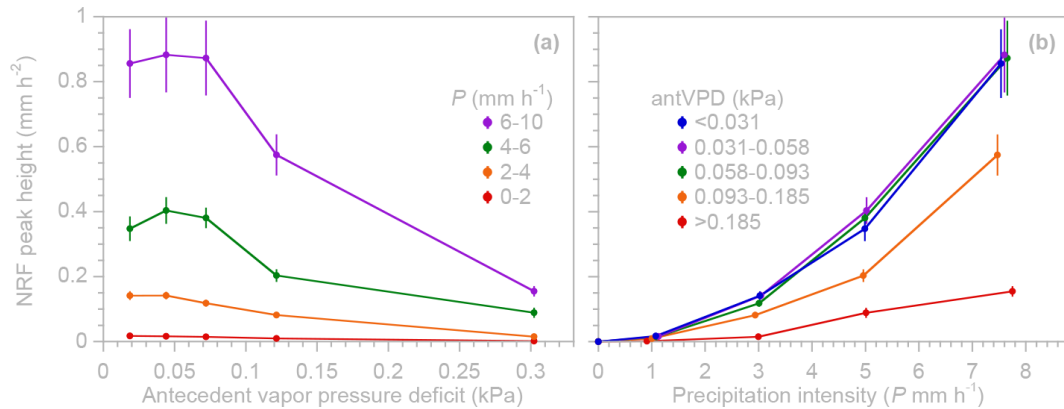 NRF peak height (mm h-2)
1
0.8
0.6
0.4
0.2
0
(a)
P (mm h-1)
6-10
4-6
2-4
0-2
0 0.05 0.1 0.15 0.2 0.25 0.3
Antecedent vapor pressure deficit (kPa)
(b)
antVPD (kPa)
<0.031
0.031-0.058
0.058-0.093
0.093-0.185
>0.185
0 1 2 3 4 5 6 7 8
Precipitation intensity (P mm h-1)